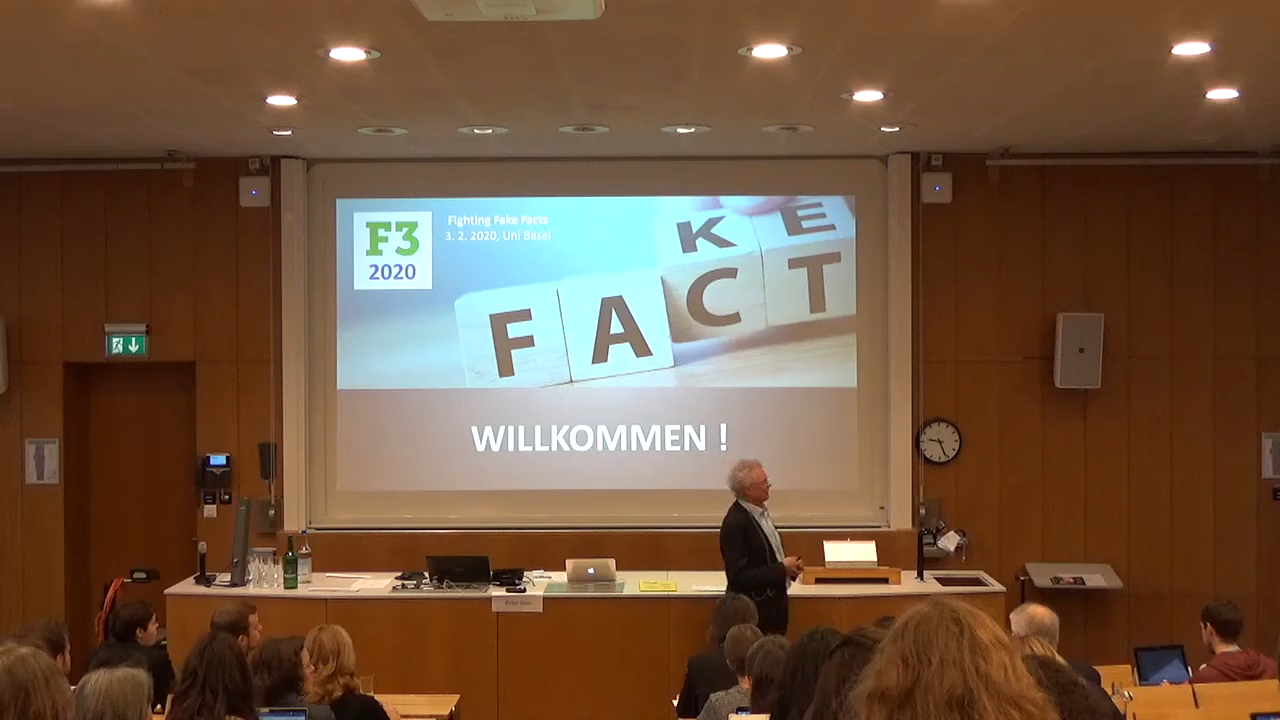 F3
2020
Fighting Fake Facts
3. 2. 2020, Uni Basel
KE
FACT
WILLKOMMEN !